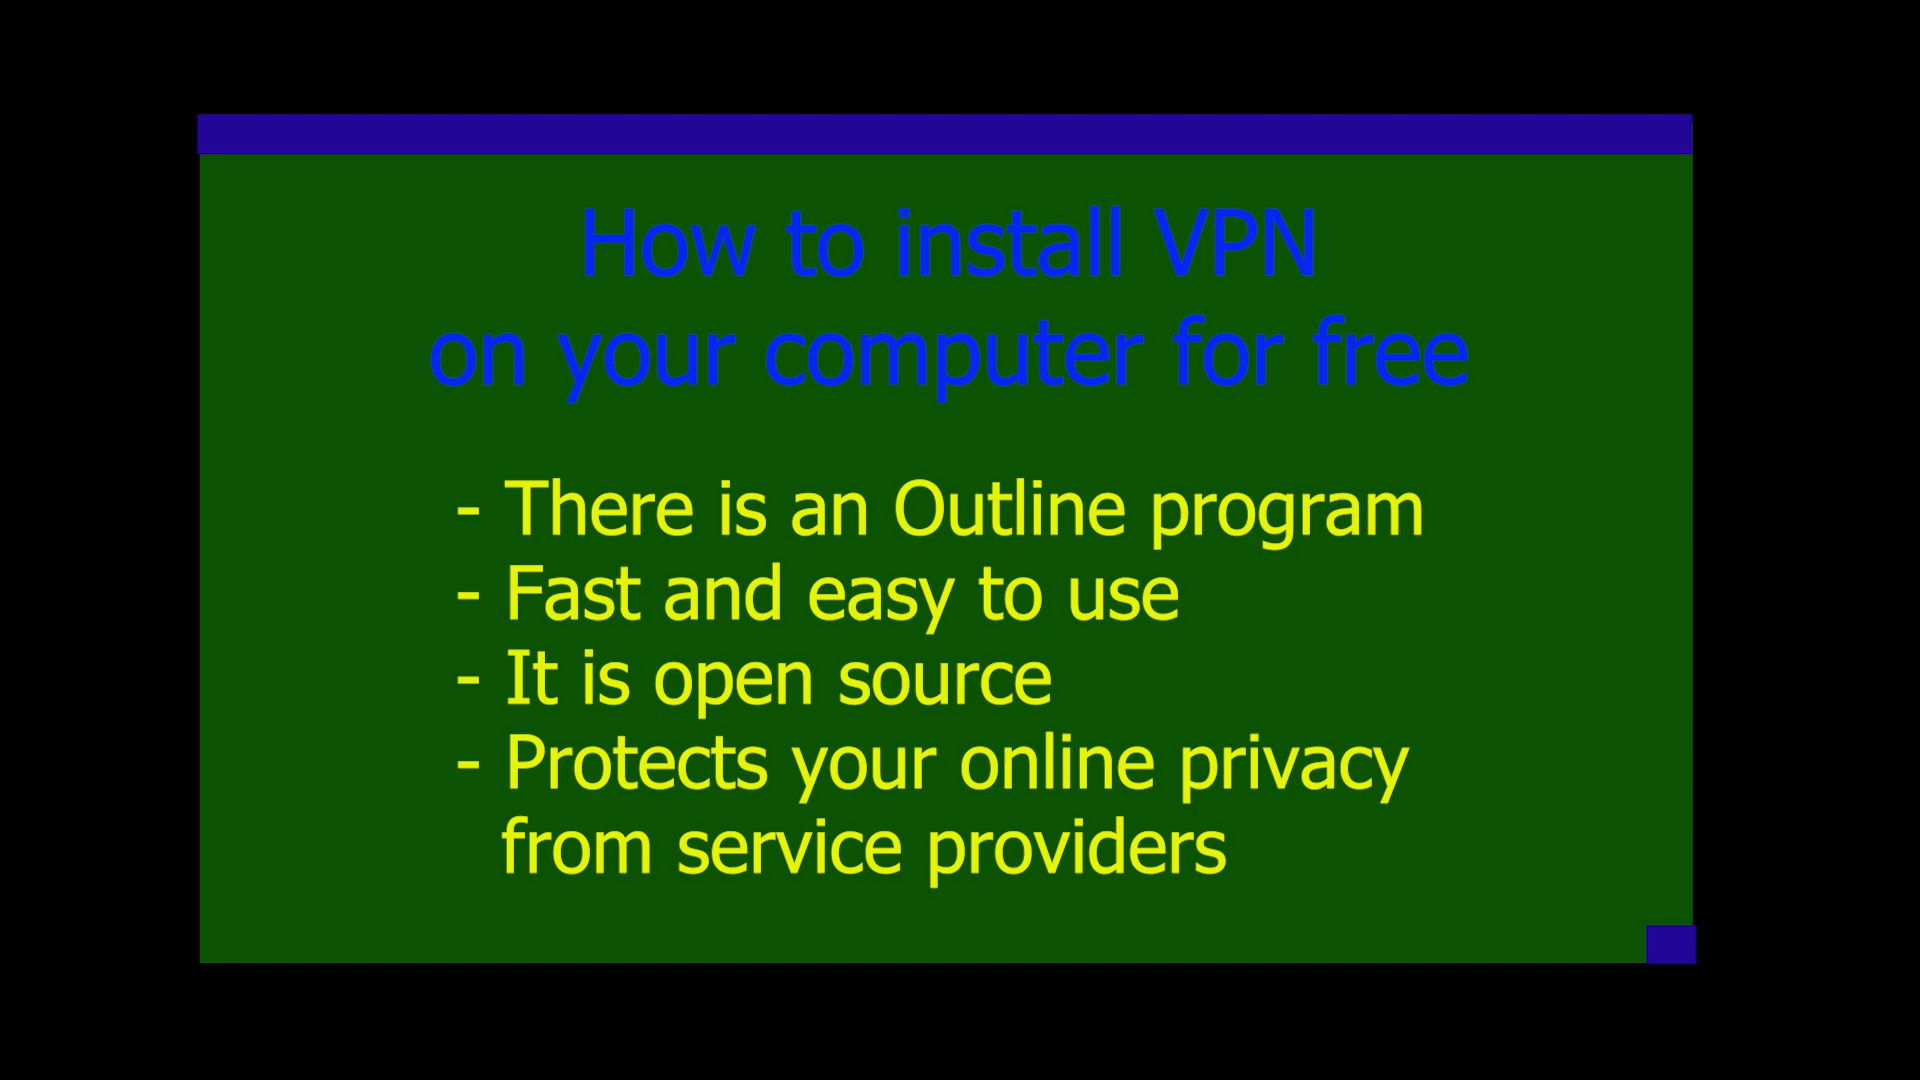 How to install VPN
on your computer for free
- There is an Outline program
- Fast and easy to use
- It is open source
- Protects your online privacy
from service providers